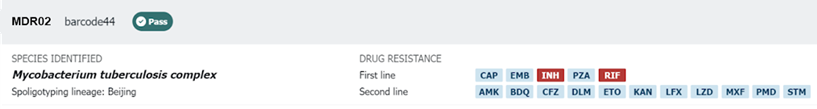 MDR02 barcode44 Pass
SPECIES IDENTIFIED DRUG RESISTANCE
Mycobacterium tuberculosis complex First line CAP EMB INH PZA RIF
Spoligotyping lineage: Beijing Second line AMK BDQ CFZ DLM ETO KAN LFX LZD MXF PMD STM